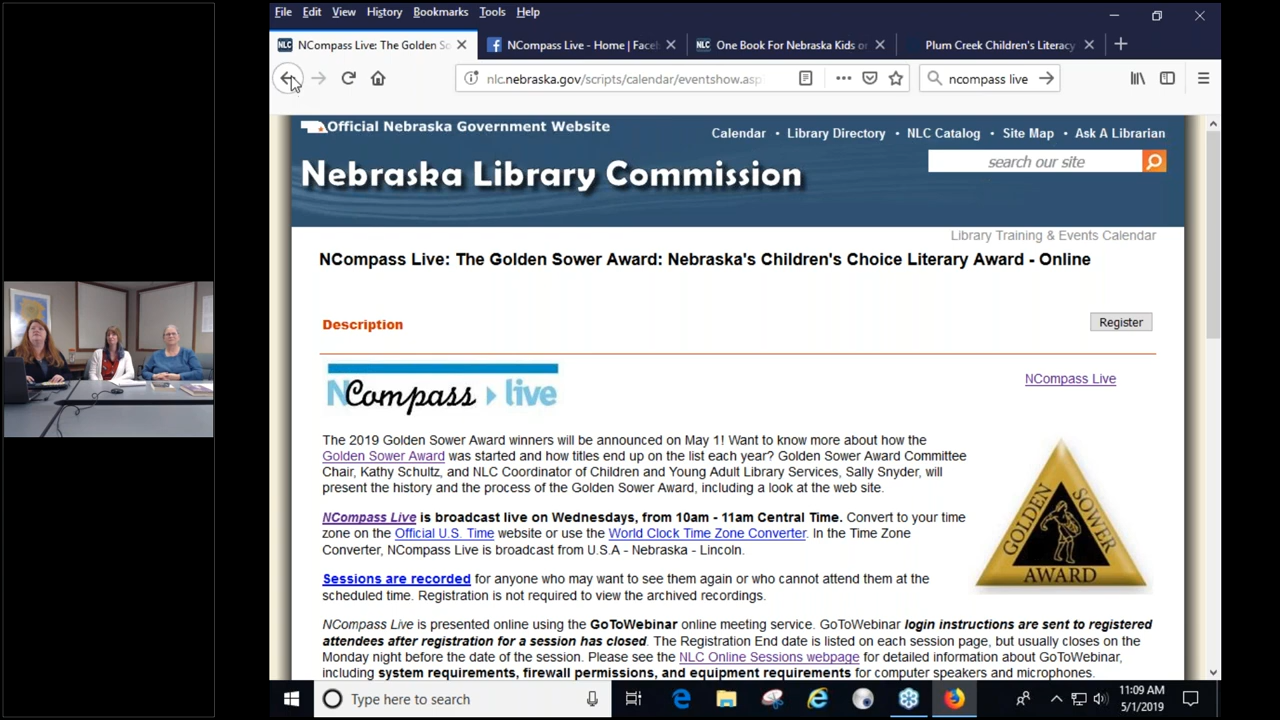 File Edit View History Bookmarks Tools Help
NLC NCompass Live: The Golden So
NCompass Live - Home | Face
NLC One Book For Nebraska Kids or
Plum Creek Children's Literacy
nlc.nebraska.gov/scripts/calendar/eventshow.asp
ncompass live
Official Nebraska Government Website
Calendar • Library Directory • NLC Catalog • Site Map • Ask A Librarian
Nebraska Library Commission
search our site
Library Training & Events Calendar
NCompass Live: The Golden Sower Award: Nebraska's Children's Choice Literary Award - Online
Description
Register
NCompass live
NCompass Live
The 2019 Golden Sower Award winners will be announced on May 1! Want to know more about how the
Golden Sower Award was started and how titles end up on the list each year? Golden Sower Award Committee
Chair, Kathy Schultz, and NLC Coordinator of Children and Young Adult Library Services, Sally Snyder, will
present the history and the process of the Golden Sower Award, including a look at the web site.
GOLDEN SOWER AWARD
NCompass Live is broadcast live on Wednesdays, from 10am - 11am Central Time. Convert to your time
zone on the Official U.S. Time website or use the World Clock Time Zone Converter. In the Time Zone
Converter, NCompass Live is broadcast from U.S.A - Nebraska - Lincoln.
Sessions are recorded for anyone who may want to see them again or who cannot attend them at the
scheduled time. Registration is not required to view the archived recordings.
NCompass Live is presented online using the GoToWebinar online meeting service. GoToWebinar login instructions are sent to registered
attendees after registration for a session has closed. The Registration End date is listed on each session page, but usually closes on the
Monday night before the date of the session. Please see the NLC Online Sessions webpage for detailed information about GoToWebinar,
including system requirements, firewall permissions, and equipment requirements for computer speakers and microphones.
Type here to search
11:09 AM
5/1/2019